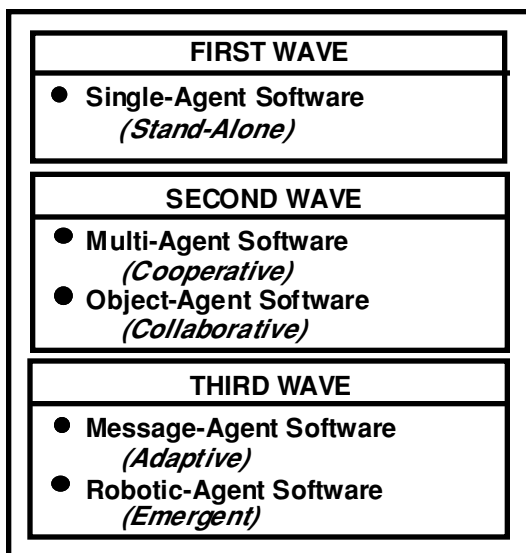 FIRST WAVE
● Single-Agent Software
(Stand-Alone)
SECOND WAVE
● Multi-Agent Software
(Cooperative)
● Object-Agent Software
(Collaborative)
THIRD WAVE
● Message-Agent Software
(Adaptive)
● Robotic-Agent Software
(Emergent)